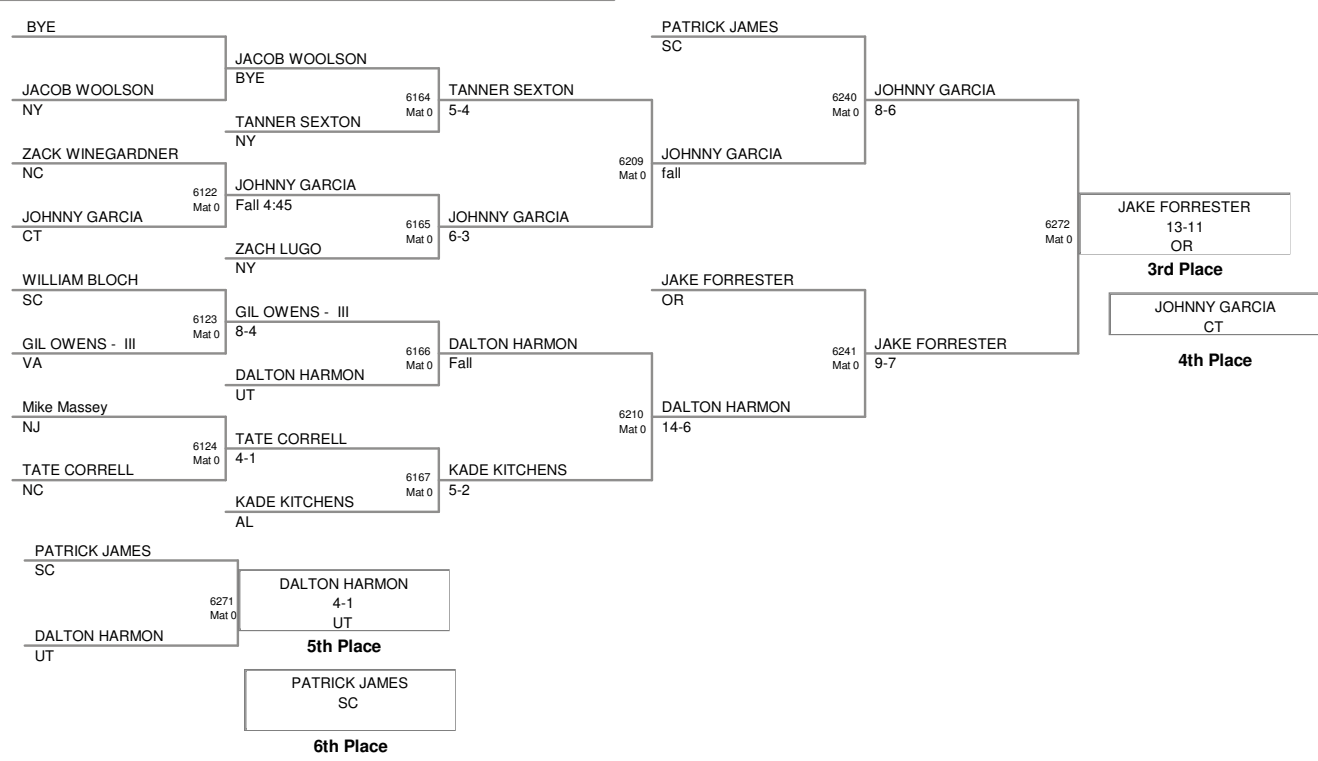 BYE
JACOB WOOLSON
NY
ZACK WINEGARDNER
NC
6122
Mat 0
JOHNNY GARCIA
CT
WILLIAM BLOCH
SC
6123
Mat 0
GIL OWENS - III
VA
Mike Massey
NJ
6124
Mat 0
TATE CORRELL
NC
JACOB WOOLSON
BYE
6164
Mat 0
TANNER SEXTON
NY
JOHNNY GARCIA
Fall 4:45
6165
Mat 0
ZACH LUGO
NY
GIL OWENS - III
8-4
6166
Mat 0
DALTON HARMON
UT
TATE CORRELL
4-1
6167
Mat 0
KADE KITCHENS
AL
TANNER SEXTON
5-4
6209
Mat 0
JOHNNY GARCIA
6-3
DALTON HARMON
Fall
6210
Mat 0
KADE KITCHENS
5-2
PATRICK JAMES
SC
6240
Mat 0
JOHNNY GARCIA
fall
JAKE FORRESTER
OR
6241
Mat 0
DALTON HARMON
14-6
JOHNNY GARCIA
8-6
6272
Mat 0
JAKE FORRESTER
9-7
JAKE FORRESTER
13-11
OR
3rd Place
JOHNNY GARCIA
CT
4th Place
PATRICK JAMES
SC
6271
Mat 0
DALTON HARMON
UT
DALTON HARMON
4-1
UT
5th Place
PATRICK JAMES
SC
6th Place